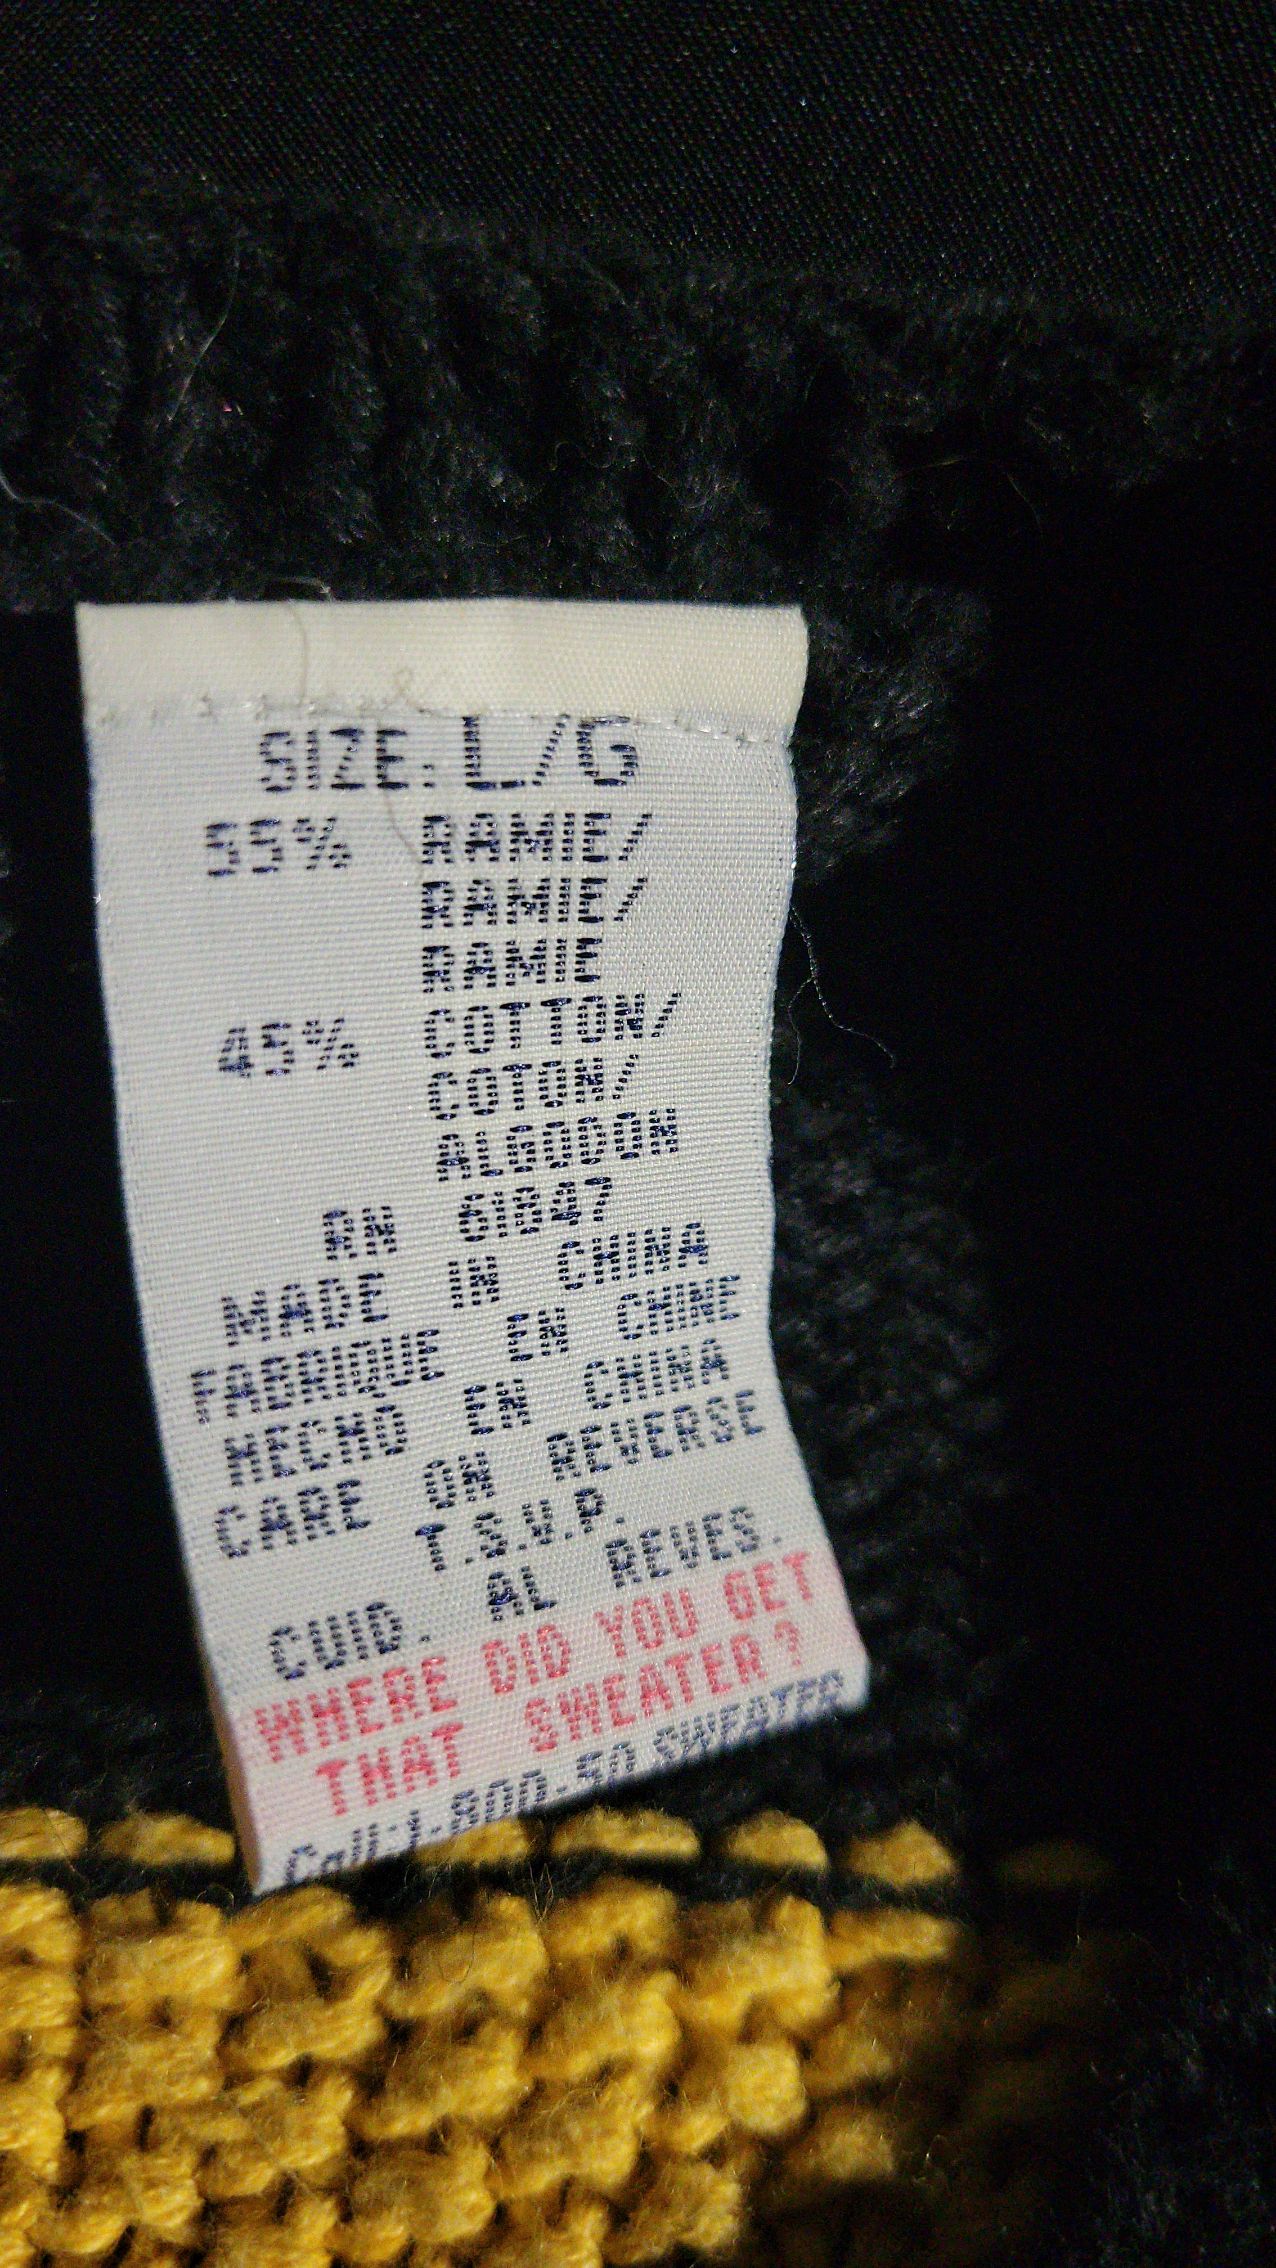 SIZE: L/G
55% RAMIE/
RAMIE/
RAMIE
45% COTTON/
COTON/
ALGODON
RN
MADE IN CHINA
FABRIQUE EN CHINE
HECHO EN CHINA
CARE ON REVERSE
T.S.V.P.
CUID. AL REVES.
WHERE DID YOU GET
THAT SWEATER?
SWEATER